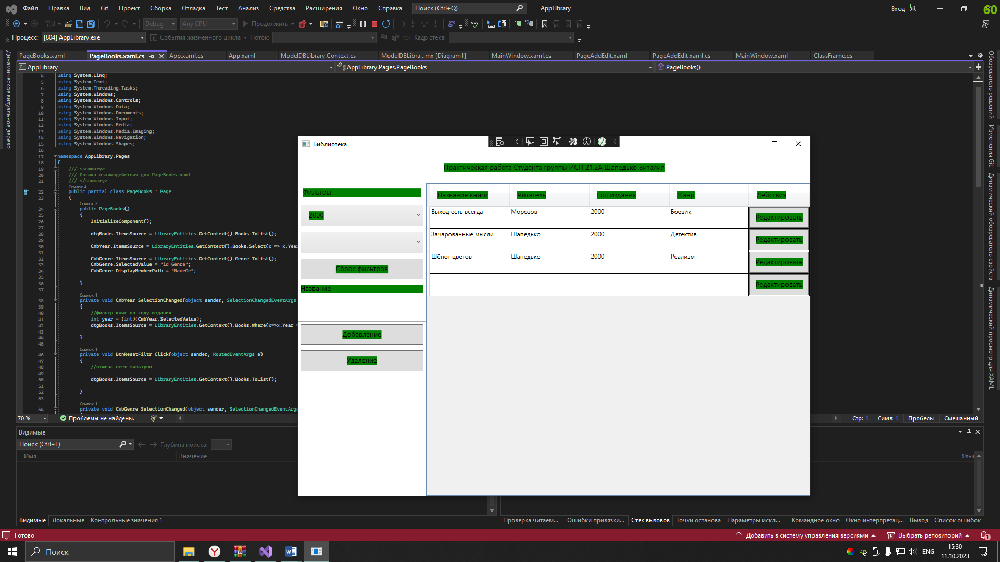 Файл Правка Вид Git Проект Сборка Отладка Тест Анализ Средства Расширения Окно Справка Поиск (Ctrl+Q) AppLibrary Вход 60
Debug Any CPU Продолжить
Процесс: [804] AppLibrary.exe События жизненного цикла Поток: Кадр стека:
Динамическое визуальное дерево
PageBooks.xaml PageBooks.xaml.cs App.xaml.cs App.xaml ModelDBLibrary.Context.cs ModelDBLibra...mx [Diagram1] MainWindow.xaml.cs PageAddEdit.xaml PageAddEdit.xaml.cs MainWindow.xaml ClassFrame.cs
AppLibrary AppLibrary.Pages.PageBooks PageBooks()
4 using System.Linq;
5 using System.Text;
6 using System.Threading.Tasks;
7 using System.Windows;
8 using System.Windows.Controls;
9 using System.Windows.Data;
10 using System.Windows.Documents;
11 using System.Windows.Input;
12 using System.Windows.Media;
13 using System.Windows.Media.Imaging;
14 using System.Windows.Navigation;
15 using System.Windows.Shapes;
16
17 namespace AppLibrary.Pages
18 {
19 /// <summary>
20 /// Логика взаимодействия для PageBooks.xaml
21 /// </summary>
Ссылок: 4
22 public partial class PageBooks : Page
23 {
Ссылок: 2
24 public PageBooks()
25 {
26 InitializeComponent();
27
28 dtgBooks.ItemsSource = LibraryEntities.GetContext().Books.ToList();
29
30 CmbYear.ItemsSource = LibraryEntities.GetContext().Books.Select(x => x.Year
31
32 CmbGenre.ItemsSource = LibraryEntities.GetContext().Genre.ToList();
33 CmbGenre.SelectedValue = "id_Genre";
34 CmbGenre.DisplayMemberPath = "NameGe";
35
36 }
37
Ссылок: 1
38 private void CmbYear_SelectionChanged(object sender, SelectionChangedEventArgs
39 {
40 //фильтр книг по году издания
41 int year = (int)(CmbYear.SelectedValue);
42 dtgBooks.ItemsSource = LibraryEntities.GetContext().Books.Where(x=>x.Year =
43
44 }
45
Ссылок: 1
46 private void BtnResetFiltr_Click(object sender, RoutedEventArgs e)
47 {
48 //отмена всех фильтров
49
50 dtgBooks.ItemsSource = LibraryEntities.GetContext().Books.ToList();
51
52 }
53
Ссылок: 1
54 private void CmbGenre_SelectionChanged(object sender, SelectionChangedEventArgs
Библиотека
Практическая работа Студента группы ИСП 21.2А Шапедько Виталия
Фильтры
2000
Сброс фильтров
Название
Добавление
Удаление
Название книги Читатель Год издания Жанр Действия
Выход есть всегда Морозов 2000 Боевик Редактировать
Зачарованные мысли Шапедько 2000 Детектив Редактировать
Шёпот цветов Шапедько 2000 Реализм Редактировать
Редактировать
Обозреватель решений
Изменения Git
Динамический обозреватель свойств
Динамический просмотр для XAML
70 % Проблемы не найдены. Стр: 1 Симв: 1 Пробелы Смешанный
Видимые
Поиск (Ctrl+E) Глубина поиска:
Имя Значение Язык
Видимые Локальные Контрольные значения 1 Проверка читаем... Ошибки привязки... Стек вызовов Точки останова Параметры искл... Командное окно Окно интерпретац... Вывод Список ошибок
Готово Добавить в систему управления версиями Выбрать репозиторий 1
Поиск ENG 15:30
11.10.2023